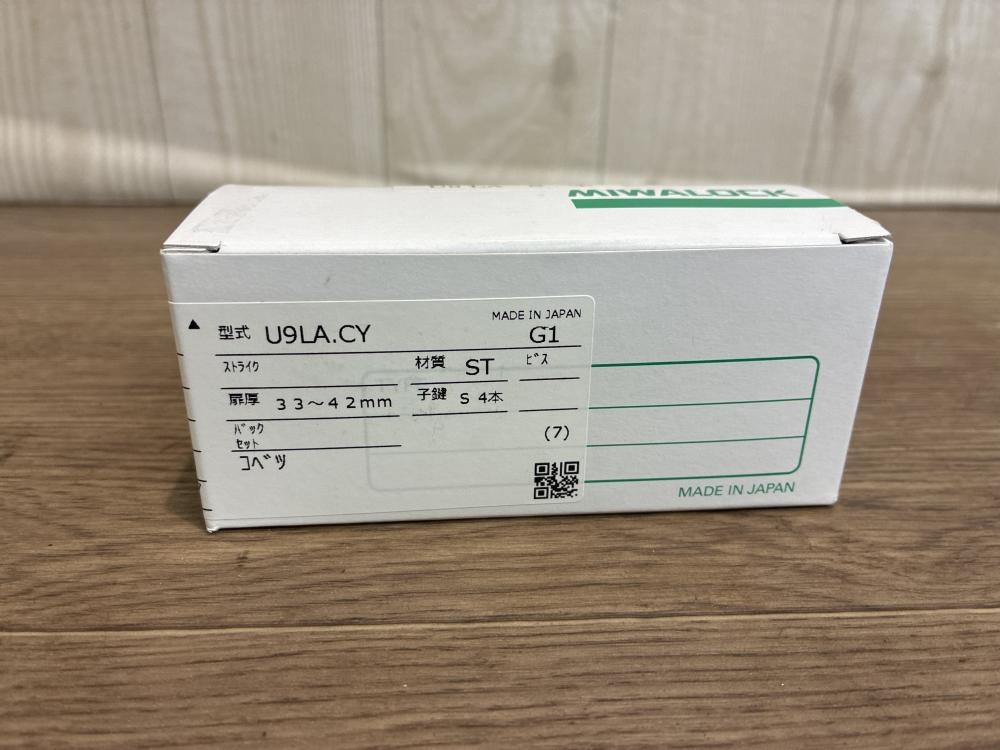 MIWALOCK
MADE IN JAPAN
型式 U9LA.CY G1
ストライク 材質 ST ビス
扉厚 33～42mm 子鍵 S 4本
バックセット (7)
コベツ
MADE IN JAPAN